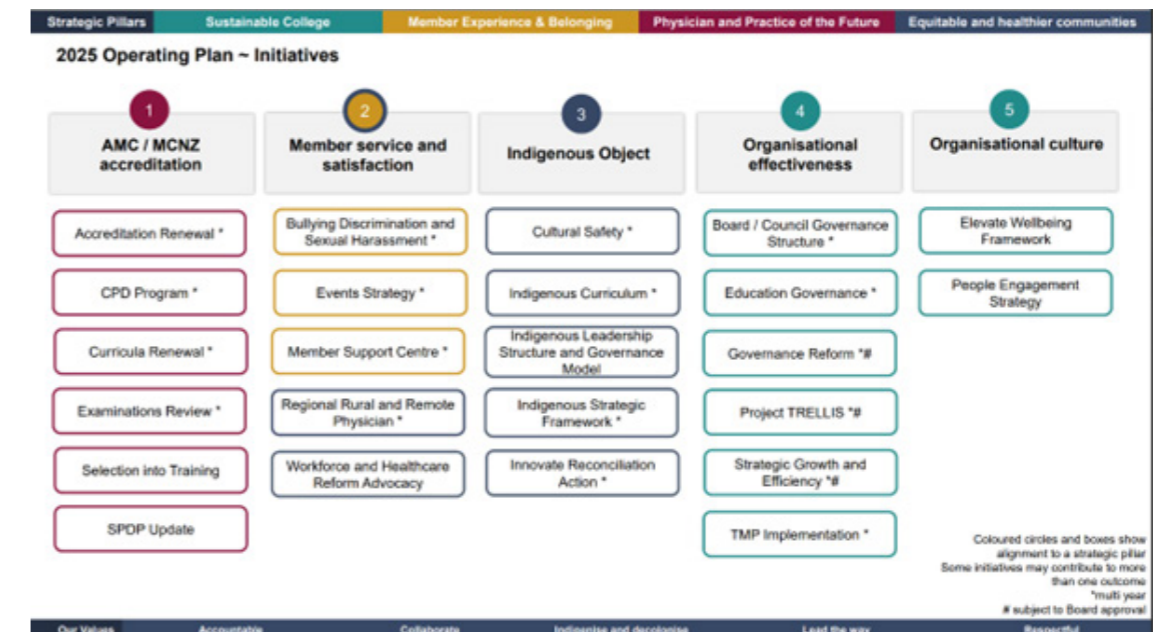 Strategic Pillars
Sustainable College
Member Experience & Belonging
Physician and Practice of the Future
Equitable and healthier communities
2025 Operating Plan ~ Initiatives
1
AMC / MCNZ
accreditation
Accreditation Renewal *
CPD Program *
Curricula Renewal *
Examinations Review *
Selection into Training
SPDP Update
2
Member service and
satisfaction
Bullying Discrimination and
Sexual Harassment *
Events Strategy *
Member Support Centre *
Regional Rural and Remote
Physician *
Workforce and Healthcare
Reform Advocacy
3
Indigenous Object
Cultural Safety *
Indigenous Curriculum *
Indigenous Leadership
Structure and Governance
Model
Indigenous Strategic
Framework *
Innovate Reconciliation
Action *
4
Organisational
effectiveness
Board / Council Governance
Structure *
Education Governance *
Governance Reform *#
Project TRELLIS *#
Strategic Growth and
Efficiency *#
TMP Implementation *
5
Organisational culture
Elevate Wellbeing
Framework
People Engagement
Strategy
Coloured circles and boxes show
alignment to a strategic pillar
Some initiatives may contribute to more
than one outcome
*multi year
# subject to Board approval
Our Values
Accountable
Collaborate
Indigenise and decolonise
Lead the way
Respectful